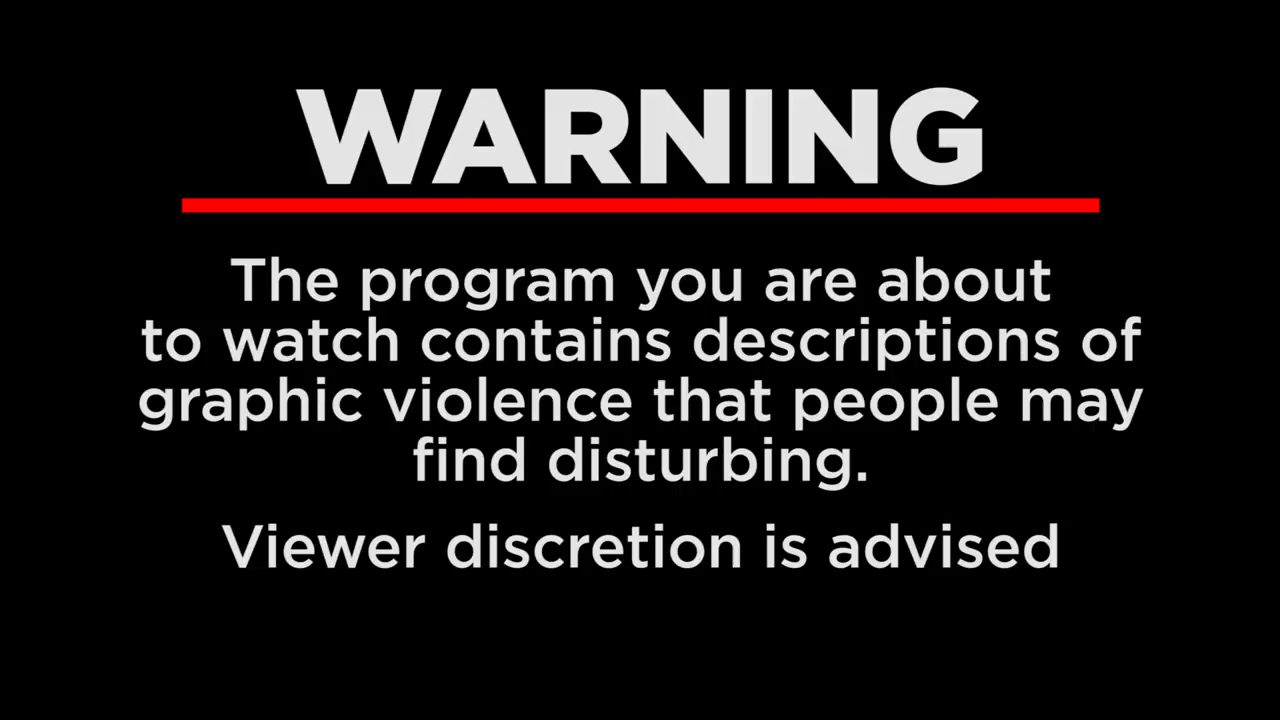 WARNING
The program you are about
to watch contains descriptions of
graphic violence that people may
find disturbing.
Viewer discretion is advised